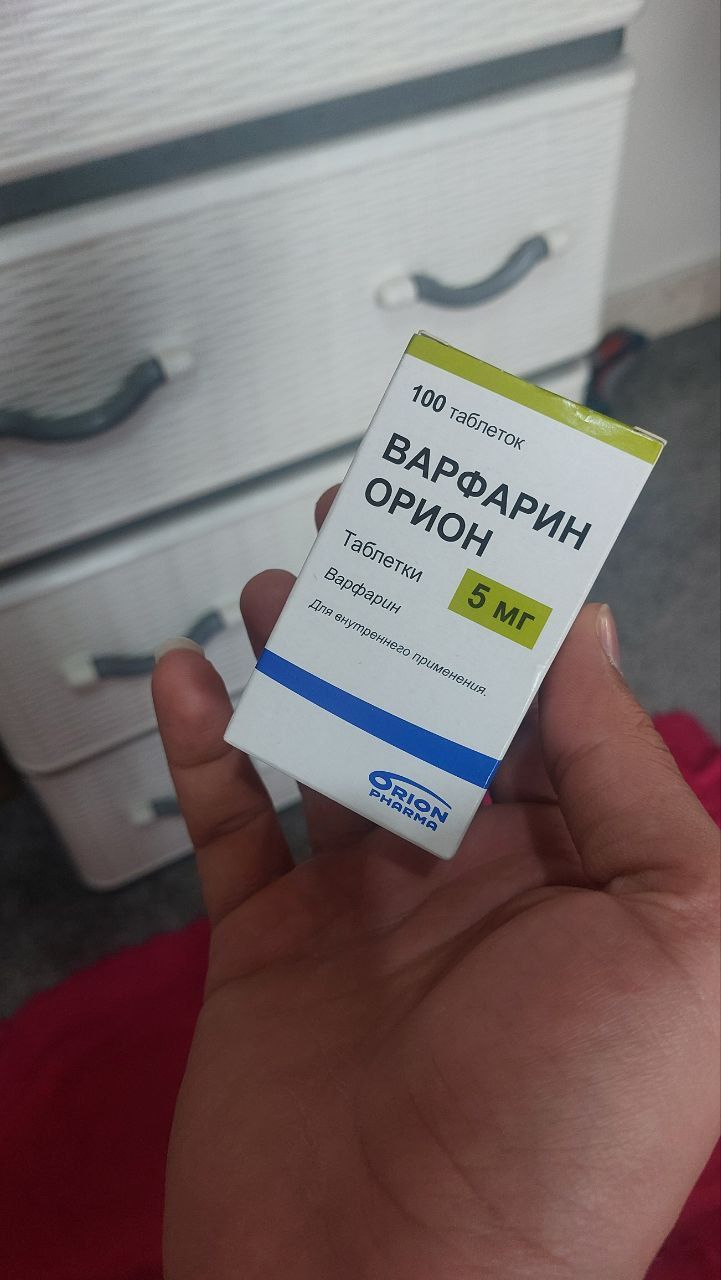 100 таблеток
ВАРФАРИН
ОРИОН
Таблетки
5 мг
Варфарин
Для внутреннего применения.
ORION
PHARMA